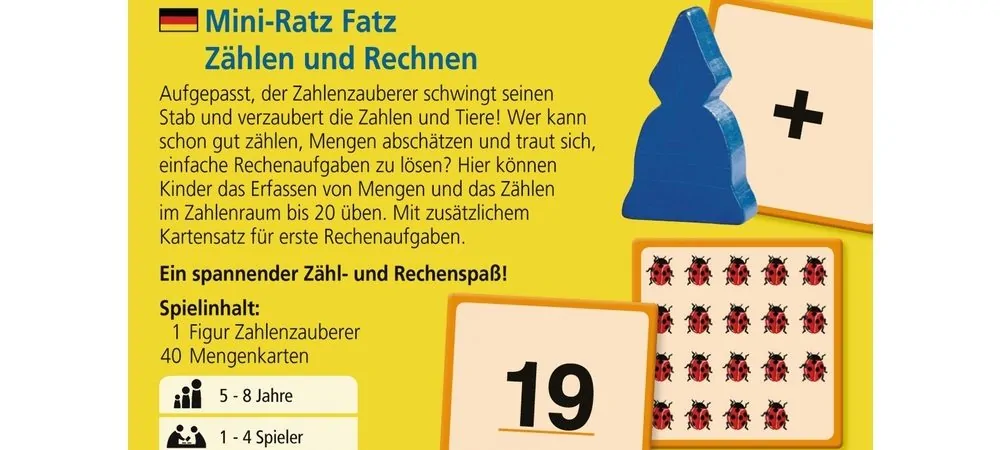 Mini-Ratz Fatz
Zählen und Rechnen
Aufgepasst, der Zahlenzauberer schwingt seinen
Stab und verzaubert die Zahlen und Tiere! Wer kann
schon gut zählen, Mengen abschätzen und traut sich,
einfache Rechenaufgaben zu lösen? Hier können
Kinder das Erfassen von Mengen und das Zählen
im Zahlenraum bis 20 üben. Mit zusätzlichem
Kartensatz für erste Rechenaufgaben.
Ein spannender Zähl- und Rechenspaß!
Spielinhalt:
1 Figur Zahlenzauberer
40 Mengenkarten
5 - 8 Jahre
1 - 4 Spieler
+
19